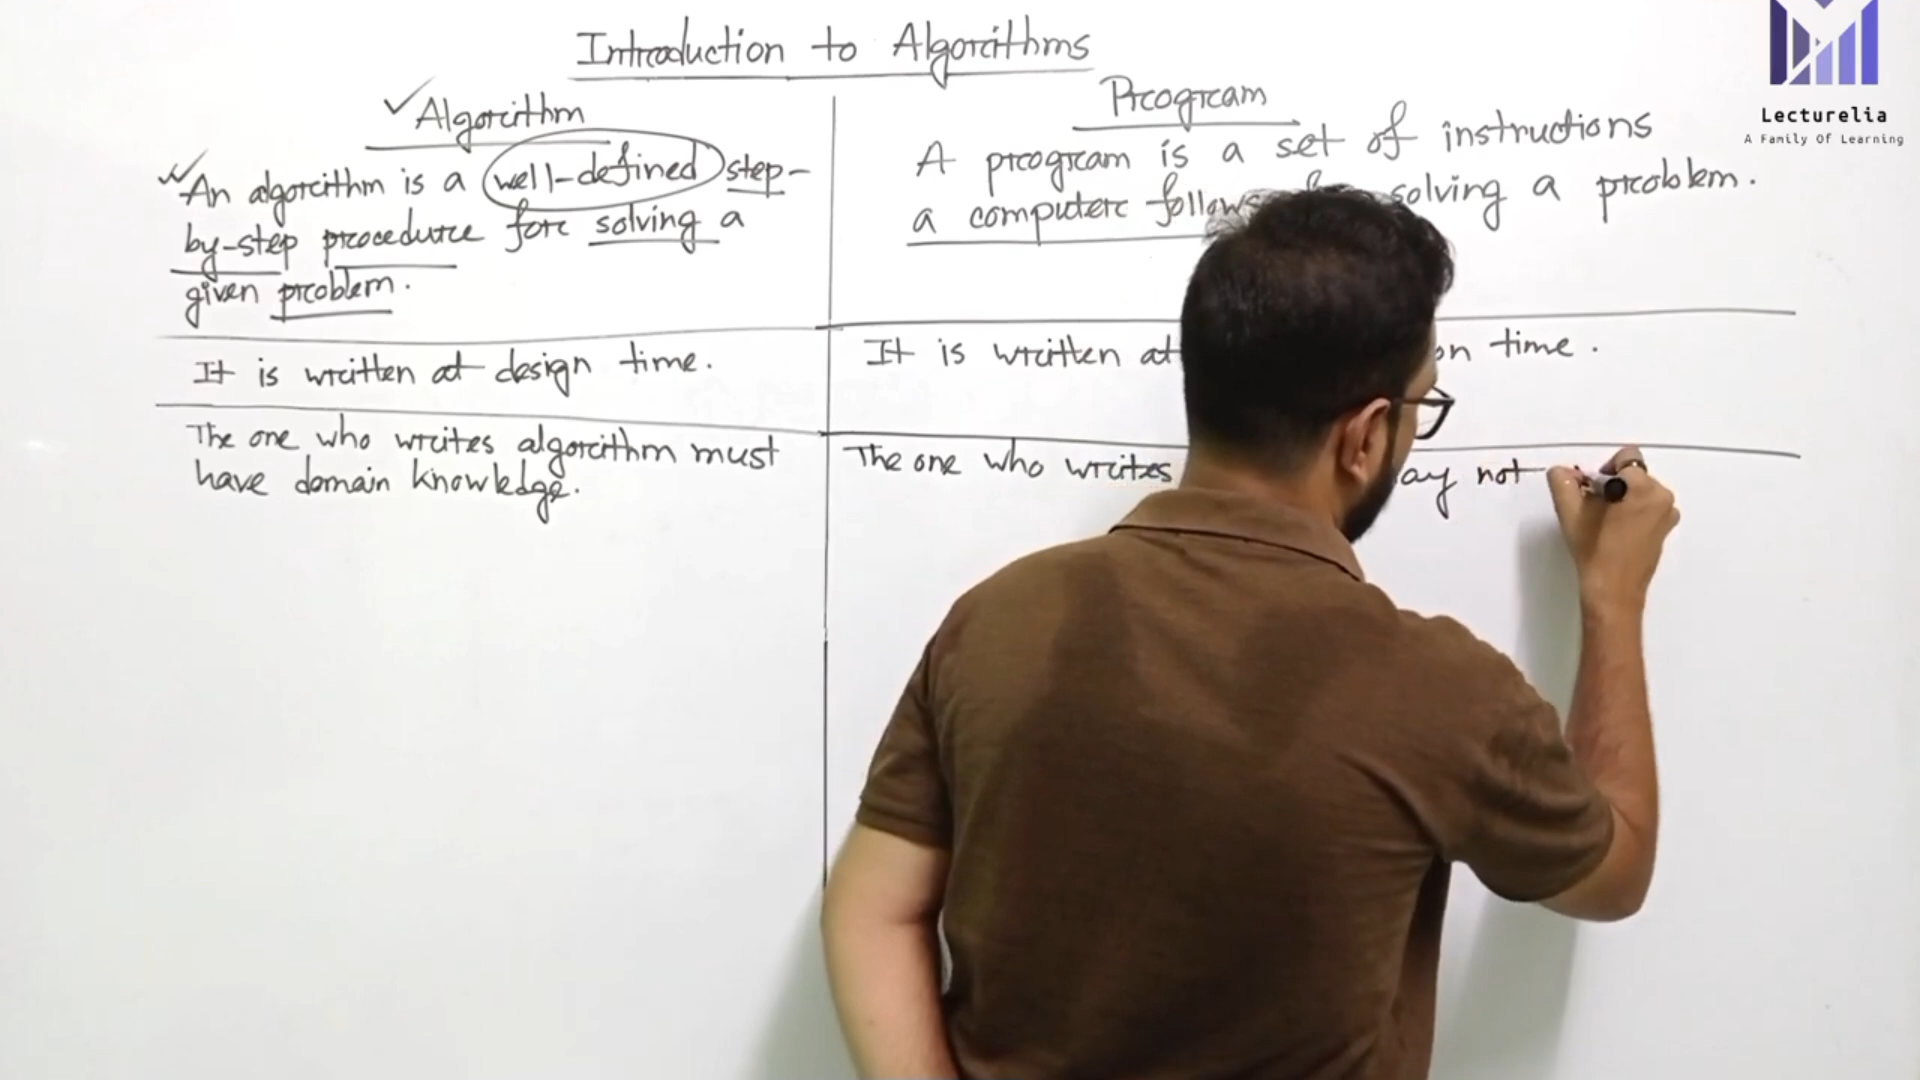 Introduction to Algorithms
Algorithm
An algorithm is a well-defined step-
by-step procedure for solving a
given problem.
It is written at design time.
The one who writes algorithm must
have domain knowledge.
Program
A program is a set of instructions
a computer follows solving a problem.
It is written at time.
The one who writes not
Lecturelia
A Family Of Learning